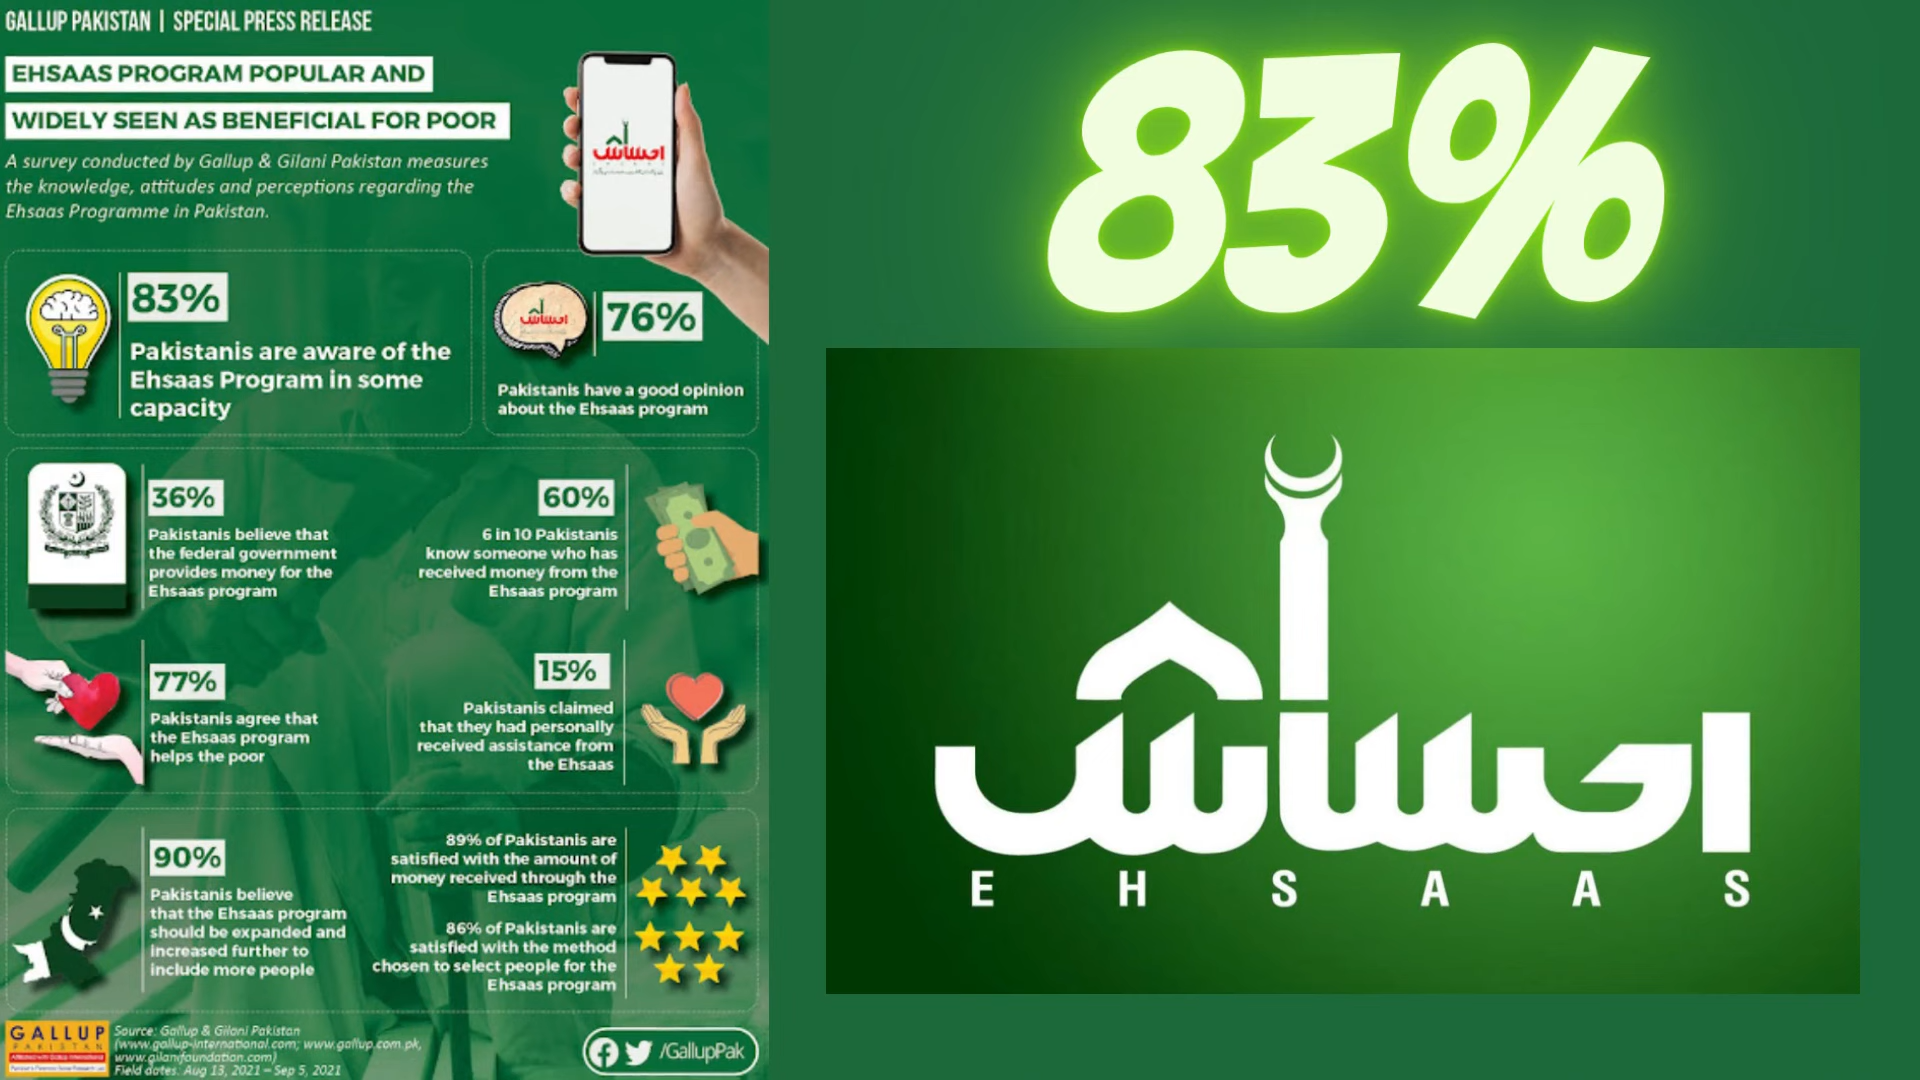 GALLUP PAKISTAN | SPECIAL PRESS RELEASE
EHSAAS PROGRAM POPULAR AND
WIDELY SEEN AS BENEFICIAL FOR POOR
A survey conducted by Gallup & Gilani Pakistan measures
the knowledge, attitudes and perceptions regarding the
Ehsaas Programme in Pakistan.
احساس
83%
Pakistanis are aware of the
Ehsaas Program in some
capacity
احساس
76%
Pakistanis have a good opinion
about the Ehsaas program
36%
Pakistanis believe that
the federal government
provides money for the
Ehsaas program
60%
6 in 10 Pakistanis
know someone who has
received money from the
Ehsaas program
77%
Pakistanis agree that
the Ehsaas program
helps the poor
15%
Pakistanis claimed
that they had personally
received assistance from
the Ehsaas
90%
Pakistanis believe
that the Ehsaas program
should be expanded and
increased further to
include more people
89% of Pakistanis are
satisfied with the amount of
money received through the
Ehsaas program
86% of Pakistanis are
satisfied with the method
chosen to select people for the
Ehsaas program
GALLUP
PAKISTAN
Source: Gallup & Gilani Pakistan
(www.gallup-international.com; www.gallup.com.pk,
www.gilanifoundation.com)
Field dates: Aug 13, 2021 – Sep 5, 2021
/GallupPak
83%
احساس
EHSAAS